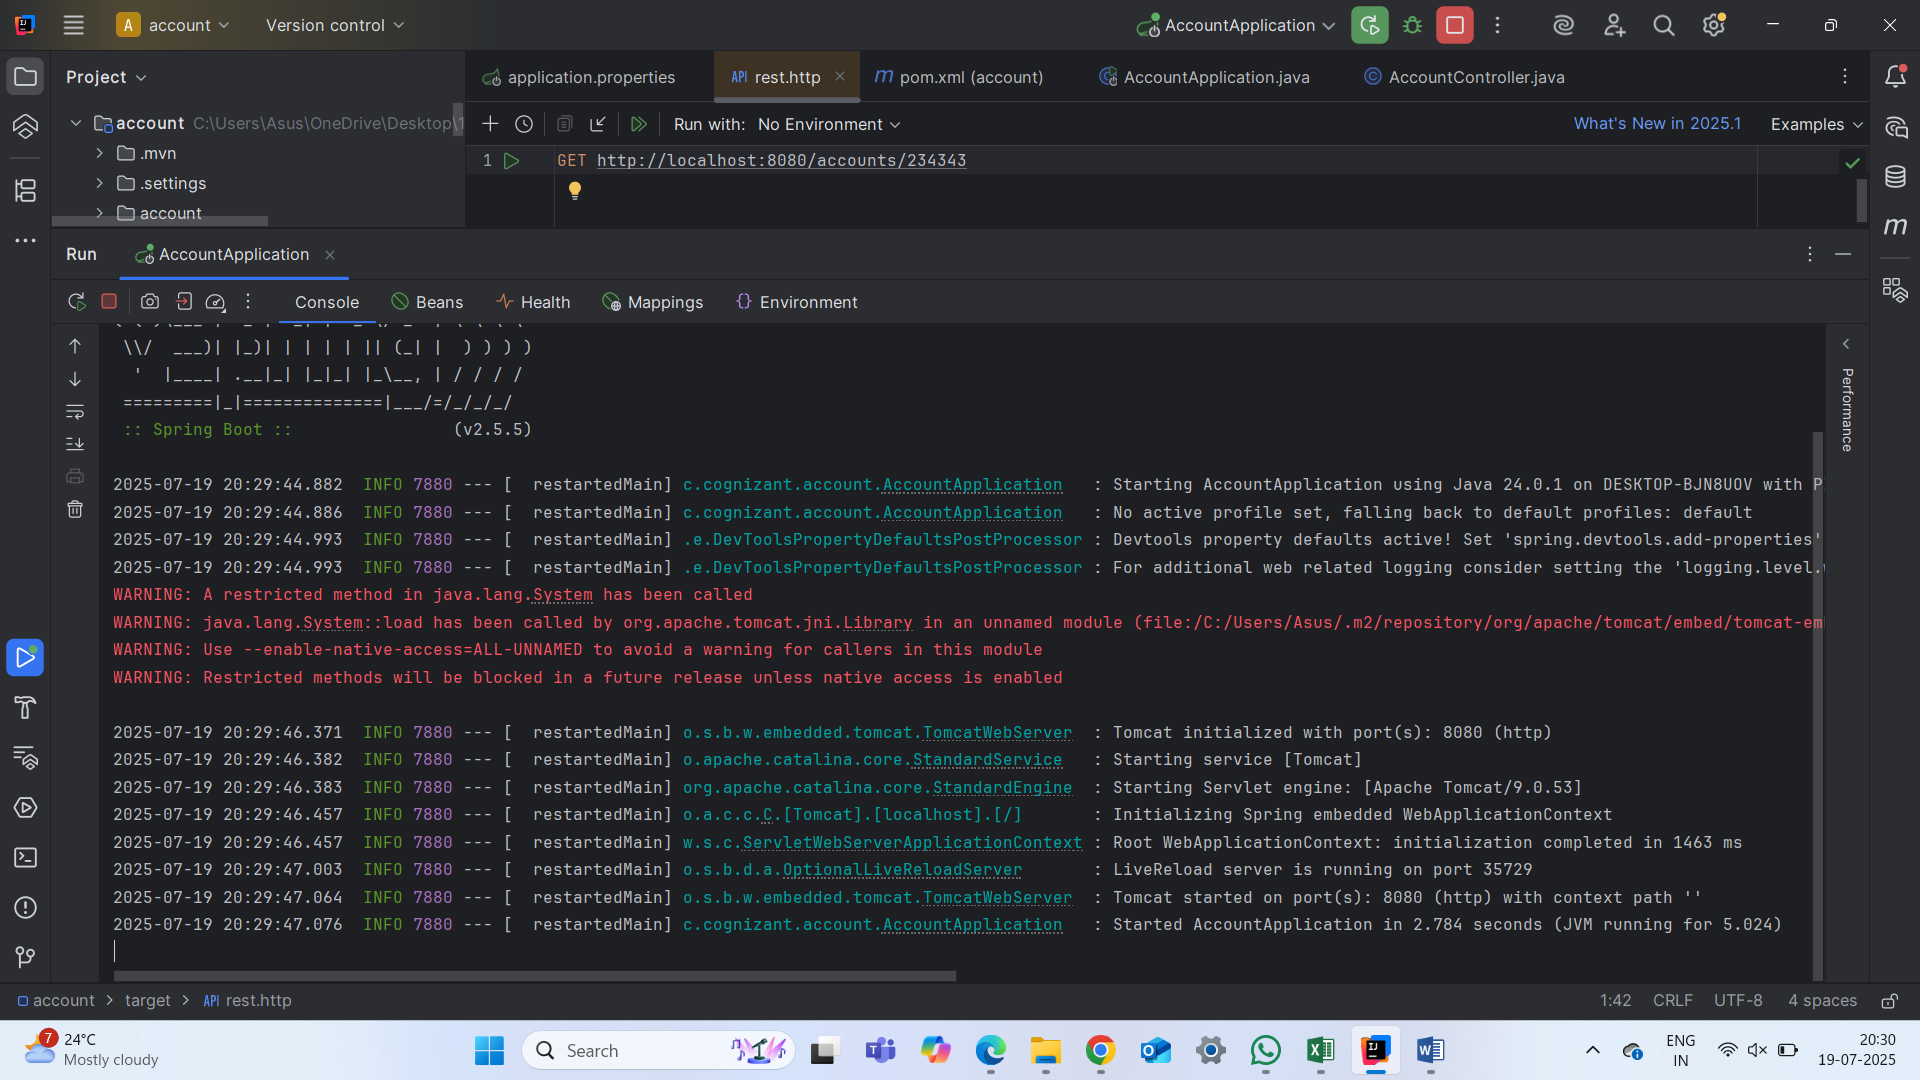 A account Version control AccountApplication
Project
application.properties rest.http pom.xml (account) AccountApplication.java AccountController.java
Run with: No Environment What's New in 2025.1 Examples
account C:\Users\Asus\OneDrive\Desktop\1
.mvn
.settings
account
1 GET http://localhost:8080/accounts/234343
Run AccountApplication
Console Beans Health Mappings Environment
Performance
\\/  ___)| |_)| | | | | || (_| |  ) ) ) )
'  |____| .__|_| |_|_| |_\__, | / / / /
=========|_|==============|___/=/_/_/_/
:: Spring Boot :: (v2.5.5)
2025-07-19 20:29:44.882 INFO 7880 --- [ restartedMain] c.cognizant.account.AccountApplication : Starting AccountApplication using Java 24.0.1 on DESKTOP-BJN8UOV with P
2025-07-19 20:29:44.886 INFO 7880 --- [ restartedMain] c.cognizant.account.AccountApplication : No active profile set, falling back to default profiles: default
2025-07-19 20:29:44.993 INFO 7880 --- [ restartedMain] .e.DevToolsPropertyDefaultsPostProcessor : Devtools property defaults active! Set 'spring.devtools.add-properties'
2025-07-19 20:29:44.993 INFO 7880 --- [ restartedMain] .e.DevToolsPropertyDefaultsPostProcessor : For additional web related logging consider setting the 'logging.level.w
WARNING: A restricted method in java.lang.System has been called
WARNING: java.lang.System::load has been called by org.apache.tomcat.jni.Library in an unnamed module (file:/C:/Users/Asus/.m2/repository/org/apache/tomcat/embed/tomcat-em
WARNING: Use --enable-native-access=ALL-UNNAMED to avoid a warning for callers in this module
WARNING: Restricted methods will be blocked in a future release unless native access is enabled
2025-07-19 20:29:46.371 INFO 7880 --- [ restartedMain] o.s.b.w.embedded.tomcat.TomcatWebServer : Tomcat initialized with port(s): 8080 (http)
2025-07-19 20:29:46.382 INFO 7880 --- [ restartedMain] o.apache.catalina.core.StandardService : Starting service [Tomcat]
2025-07-19 20:29:46.383 INFO 7880 --- [ restartedMain] org.apache.catalina.core.StandardEngine : Starting Servlet engine: [Apache Tomcat/9.0.53]
2025-07-19 20:29:46.457 INFO 7880 --- [ restartedMain] o.a.c.c.C.[Tomcat].[localhost].[/] : Initializing Spring embedded WebApplicationContext
2025-07-19 20:29:46.457 INFO 7880 --- [ restartedMain] w.s.c.ServletWebServerApplicationContext : Root WebApplicationContext: initialization completed in 1463 ms
2025-07-19 20:29:47.003 INFO 7880 --- [ restartedMain] o.s.b.d.a.OptionalLiveReloadServer : LiveReload server is running on port 35729
2025-07-19 20:29:47.064 INFO 7880 --- [ restartedMain] o.s.b.w.embedded.tomcat.TomcatWebServer : Tomcat started on port(s): 8080 (http) with context path ''
2025-07-19 20:29:47.076 INFO 7880 --- [ restartedMain] c.cognizant.account.AccountApplication : Started AccountApplication in 2.784 seconds (JVM running for 5.024)
account > target > API rest.http 1:42 CRLF UTF-8 4 spaces
7 24°C
Mostly cloudy
Search
ENG
IN
20:30
19-07-2025